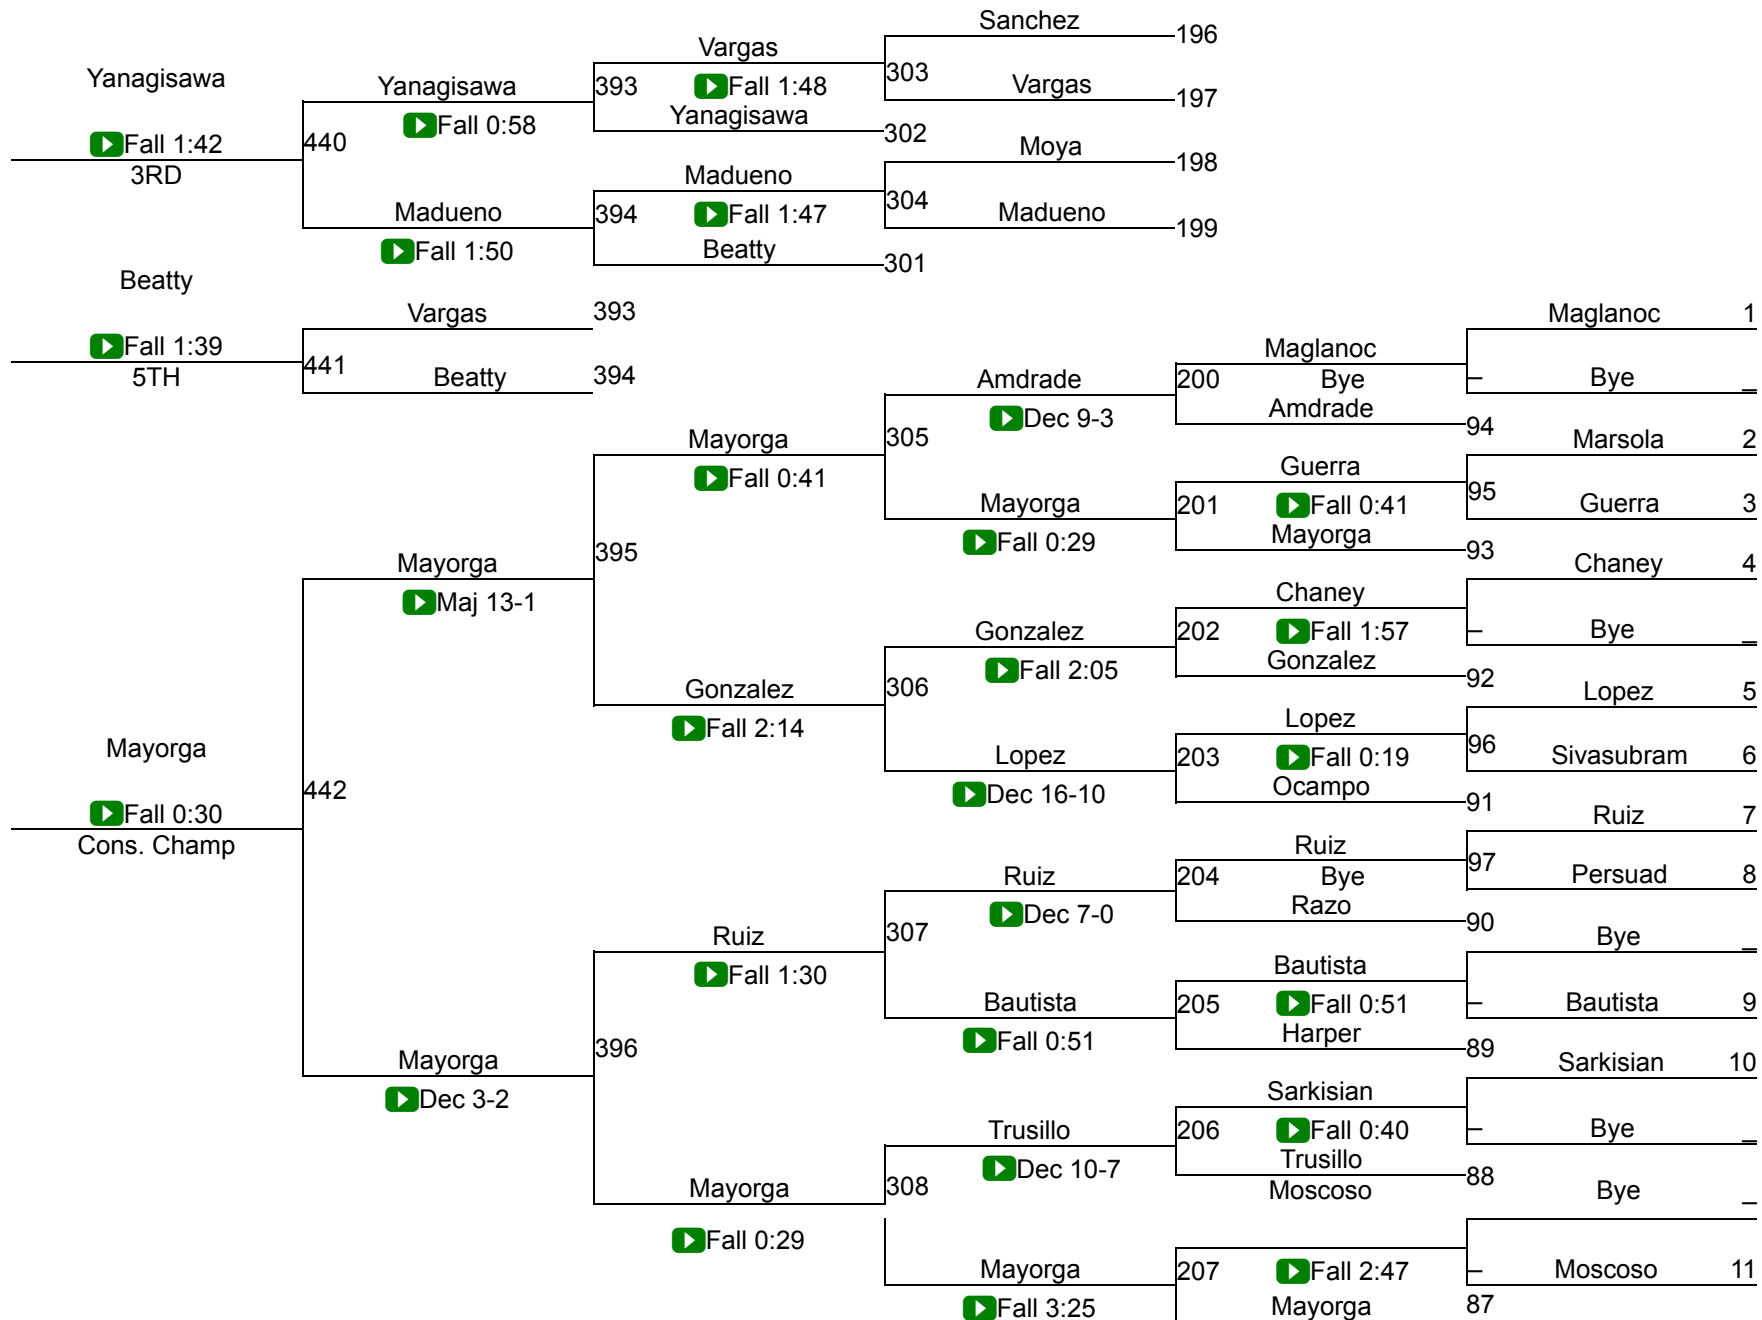 Sanchez 196
Vargas
Yanagisawa
303
Yanagisawa 393 Fall 1:48 Vargas 197
Fall 0:58 Yanagisawa
302
Fall 1:42 440 Moya 198
3RD Madueno
304
Madueno 394 Fall 1:47 Madueno 199
Fall 1:50 Beatty 301
Beatty
Vargas 393
Maglanoc 1
Fall 1:39 Maglanoc
5TH 441 Beatty 394 Amdrade 200 Bye – Bye _
Dec 9-3 Amdrade
94
Mayorga 305 Marsola 2
Fall 0:41 Guerra
95
Mayorga 201 Fall 0:41 Guerra 3
Fall 0:29 Mayorga
93
395
Mayorga Chaney 4
Maj 13-1 Chaney
Gonzalez 202 Fall 1:57 – Bye _
Fall 2:05 Gonzalez
92
Gonzalez 306 Lopez 5
Fall 2:14 Lopez
96
Mayorga Lopez 203 Fall 0:19 Sivasubram 6
Dec 16-10 Ocampo
442 91
Fall 0:30 Ruiz 7
Cons. Champ Ruiz
97
Ruiz 204 Bye Persuad 8
Dec 7-0 Razo
90
Ruiz 307 Bye _
Fall 1:30 Bautista
Bautista 205 Fall 0:51 – Bautista 9
Fall 0:51 Harper
89
396
Mayorga Sarkisian 10
Dec 3-2 Sarkisian
Trusillo 206 Fall 0:40 – Bye _
Dec 10-7 Trusillo
88
Mayorga 308 Moscoso Bye _
Fall 0:29
Mayorga 207 Fall 2:47 – Moscoso 11
Fall 3:25 Mayorga 87